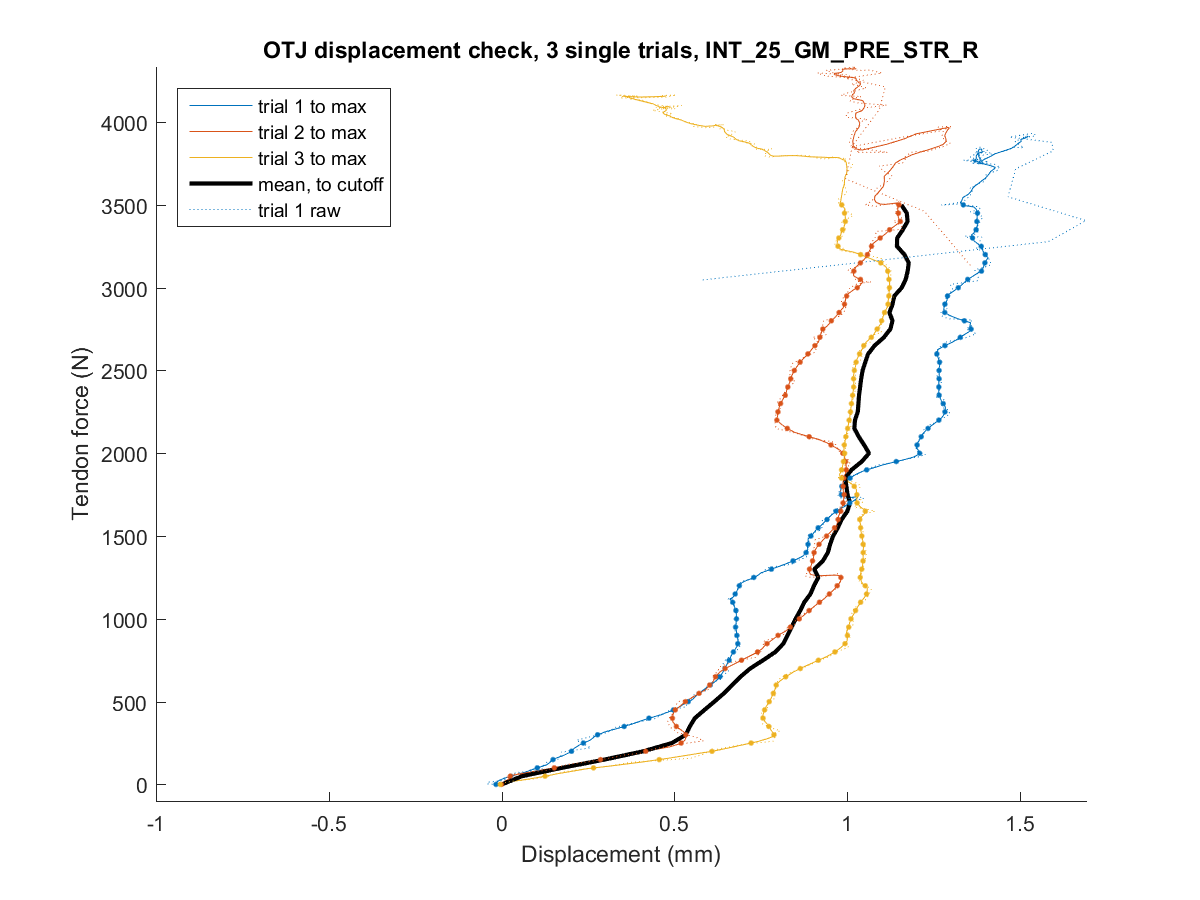 OTJ displacement check, 3 single trials, INT_25_GM_PRE_STR_R
trial 1 to max
trial 2 to max
trial 3 to max
mean, to cutoff
trial 1 raw
4000
3500
3000
2500
2000
1500
1000
500
0
Tendon force (N)
-1
-0.5
0
0.5
1
1.5
Displacement (mm)